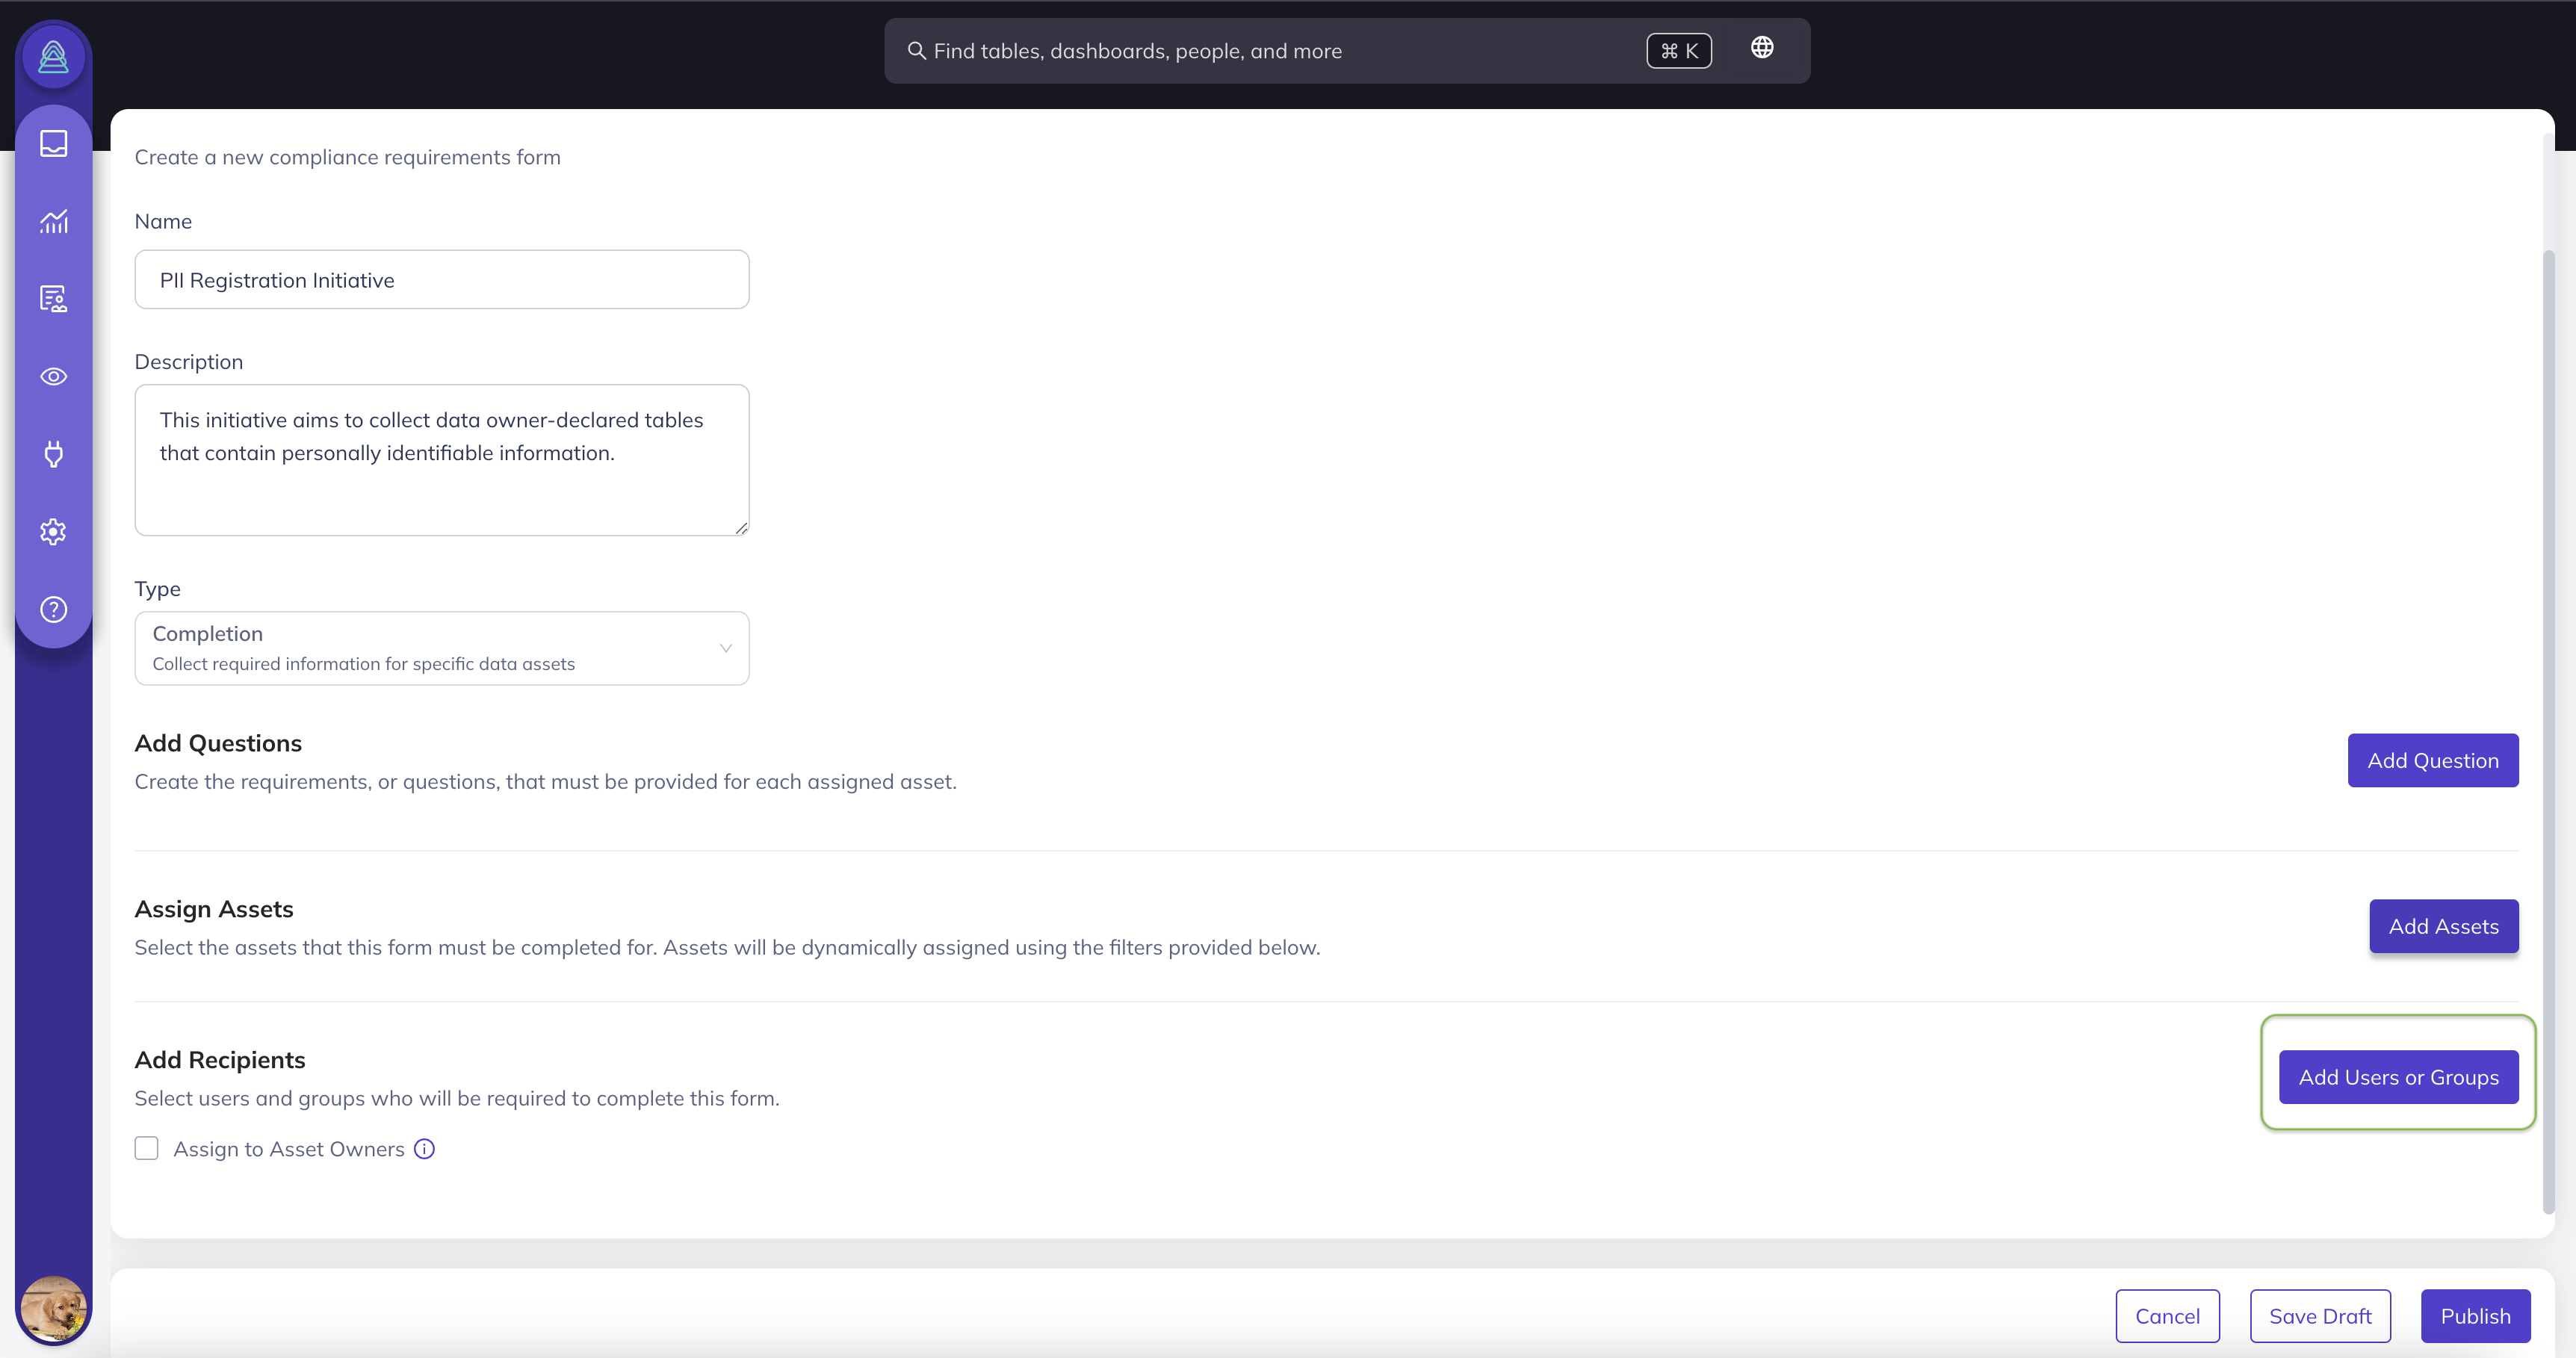 Find tables, dashboards, people, and more
⌘ K
Create a new compliance requirements form
Name
PII Registration Initiative
Description
This initiative aims to collect data owner-declared tables
that contain personally identifiable information.
Type
Completion
Collect required information for specific data assets
Add Questions
Create the requirements, or questions, that must be provided for each assigned asset.
Add Question
Assign Assets
Select the assets that this form must be completed for. Assets will be dynamically assigned using the filters provided below.
Add Assets
Add Recipients
Select users and groups who will be required to complete this form.
Add Users or Groups
Assign to Asset Owners
Cancel
Save Draft
Publish